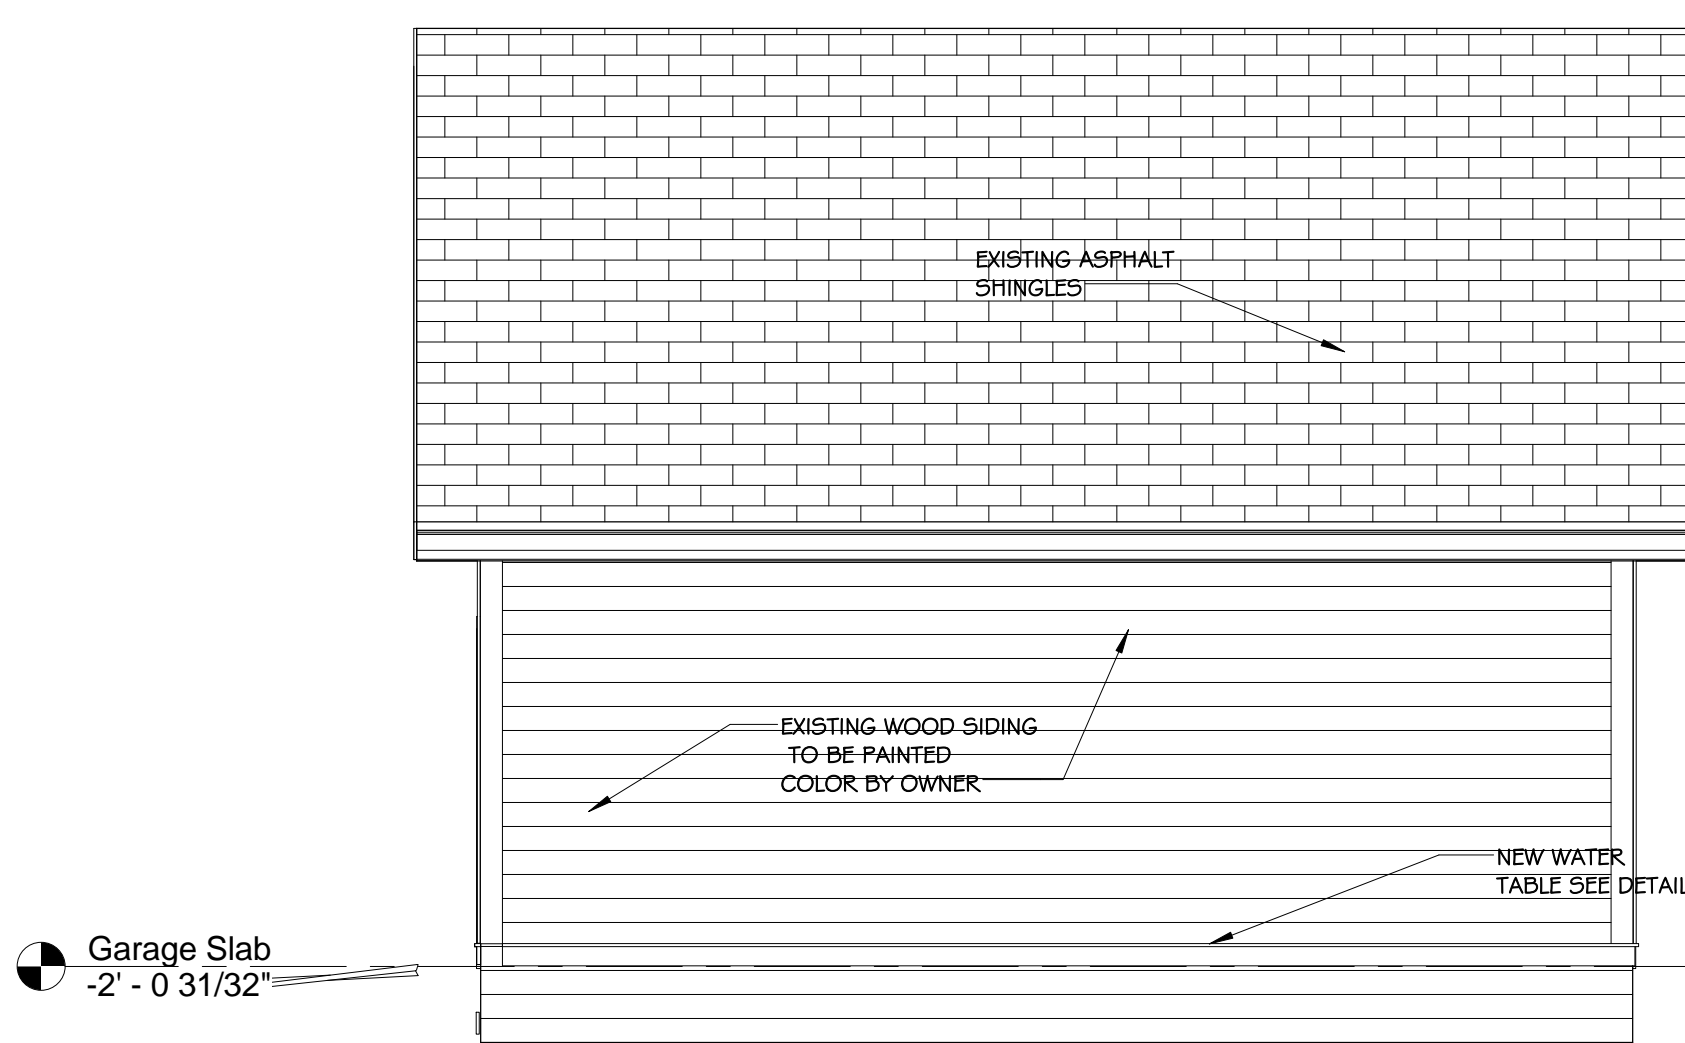 EXISTING ASPHALT
SHINGLES
EXISTING WOOD SIDING
TO BE PAINTED
COLOR BY OWNER
NEW WATER
TABLE SEE DETAIL
Garage Slab
-2' - 0 31/32"